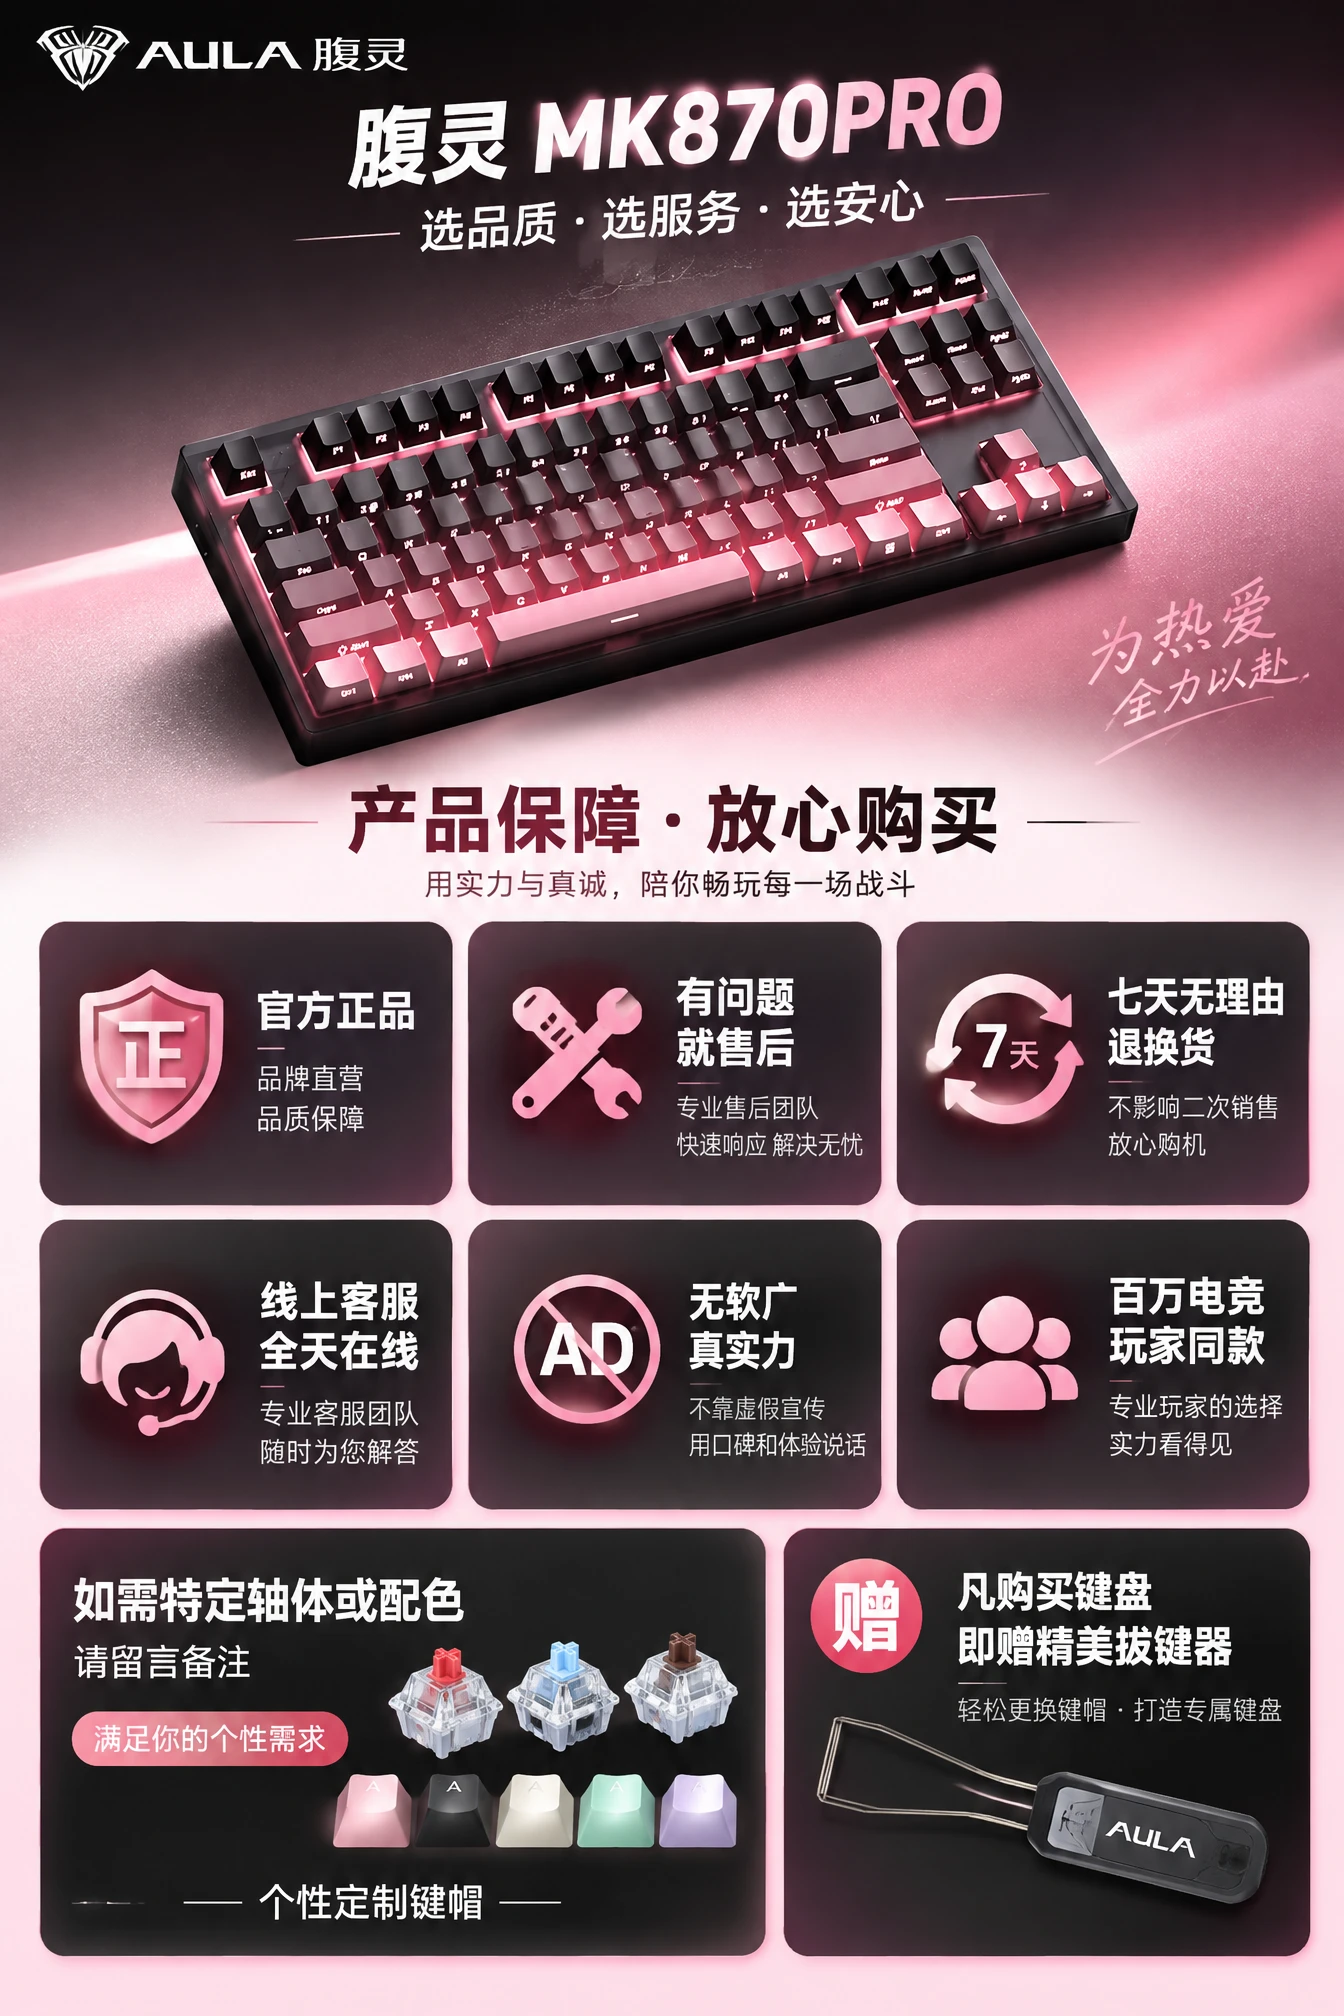 AULA 腹灵
腹灵 MK870PRO
选品质·选服务·选安心
为热爱
全力以赴
产品保障·放心购买
用实力与真诚，陪你畅玩每一场战斗
正
官方正品
品牌直营
品质保障
有问题
就售后
专业售后团队
快速响应 解决无忧
7天
七天无理由
退换货
不影响二次销售
放心购机
线上客服
全天在线
专业客服团队
随时为您解答
AD
无软广
真实力
不靠虚假宣传
用口碑和体验说话
百万电竞
玩家同款
专业玩家的选择
实力看得见
如需特定轴体或配色
请留言备注
满足你的个性需求
A A A A A
个性定制键帽
赠
凡购买键盘
即赠精美拔键器
轻松更换键帽·打造专属键盘
AULA